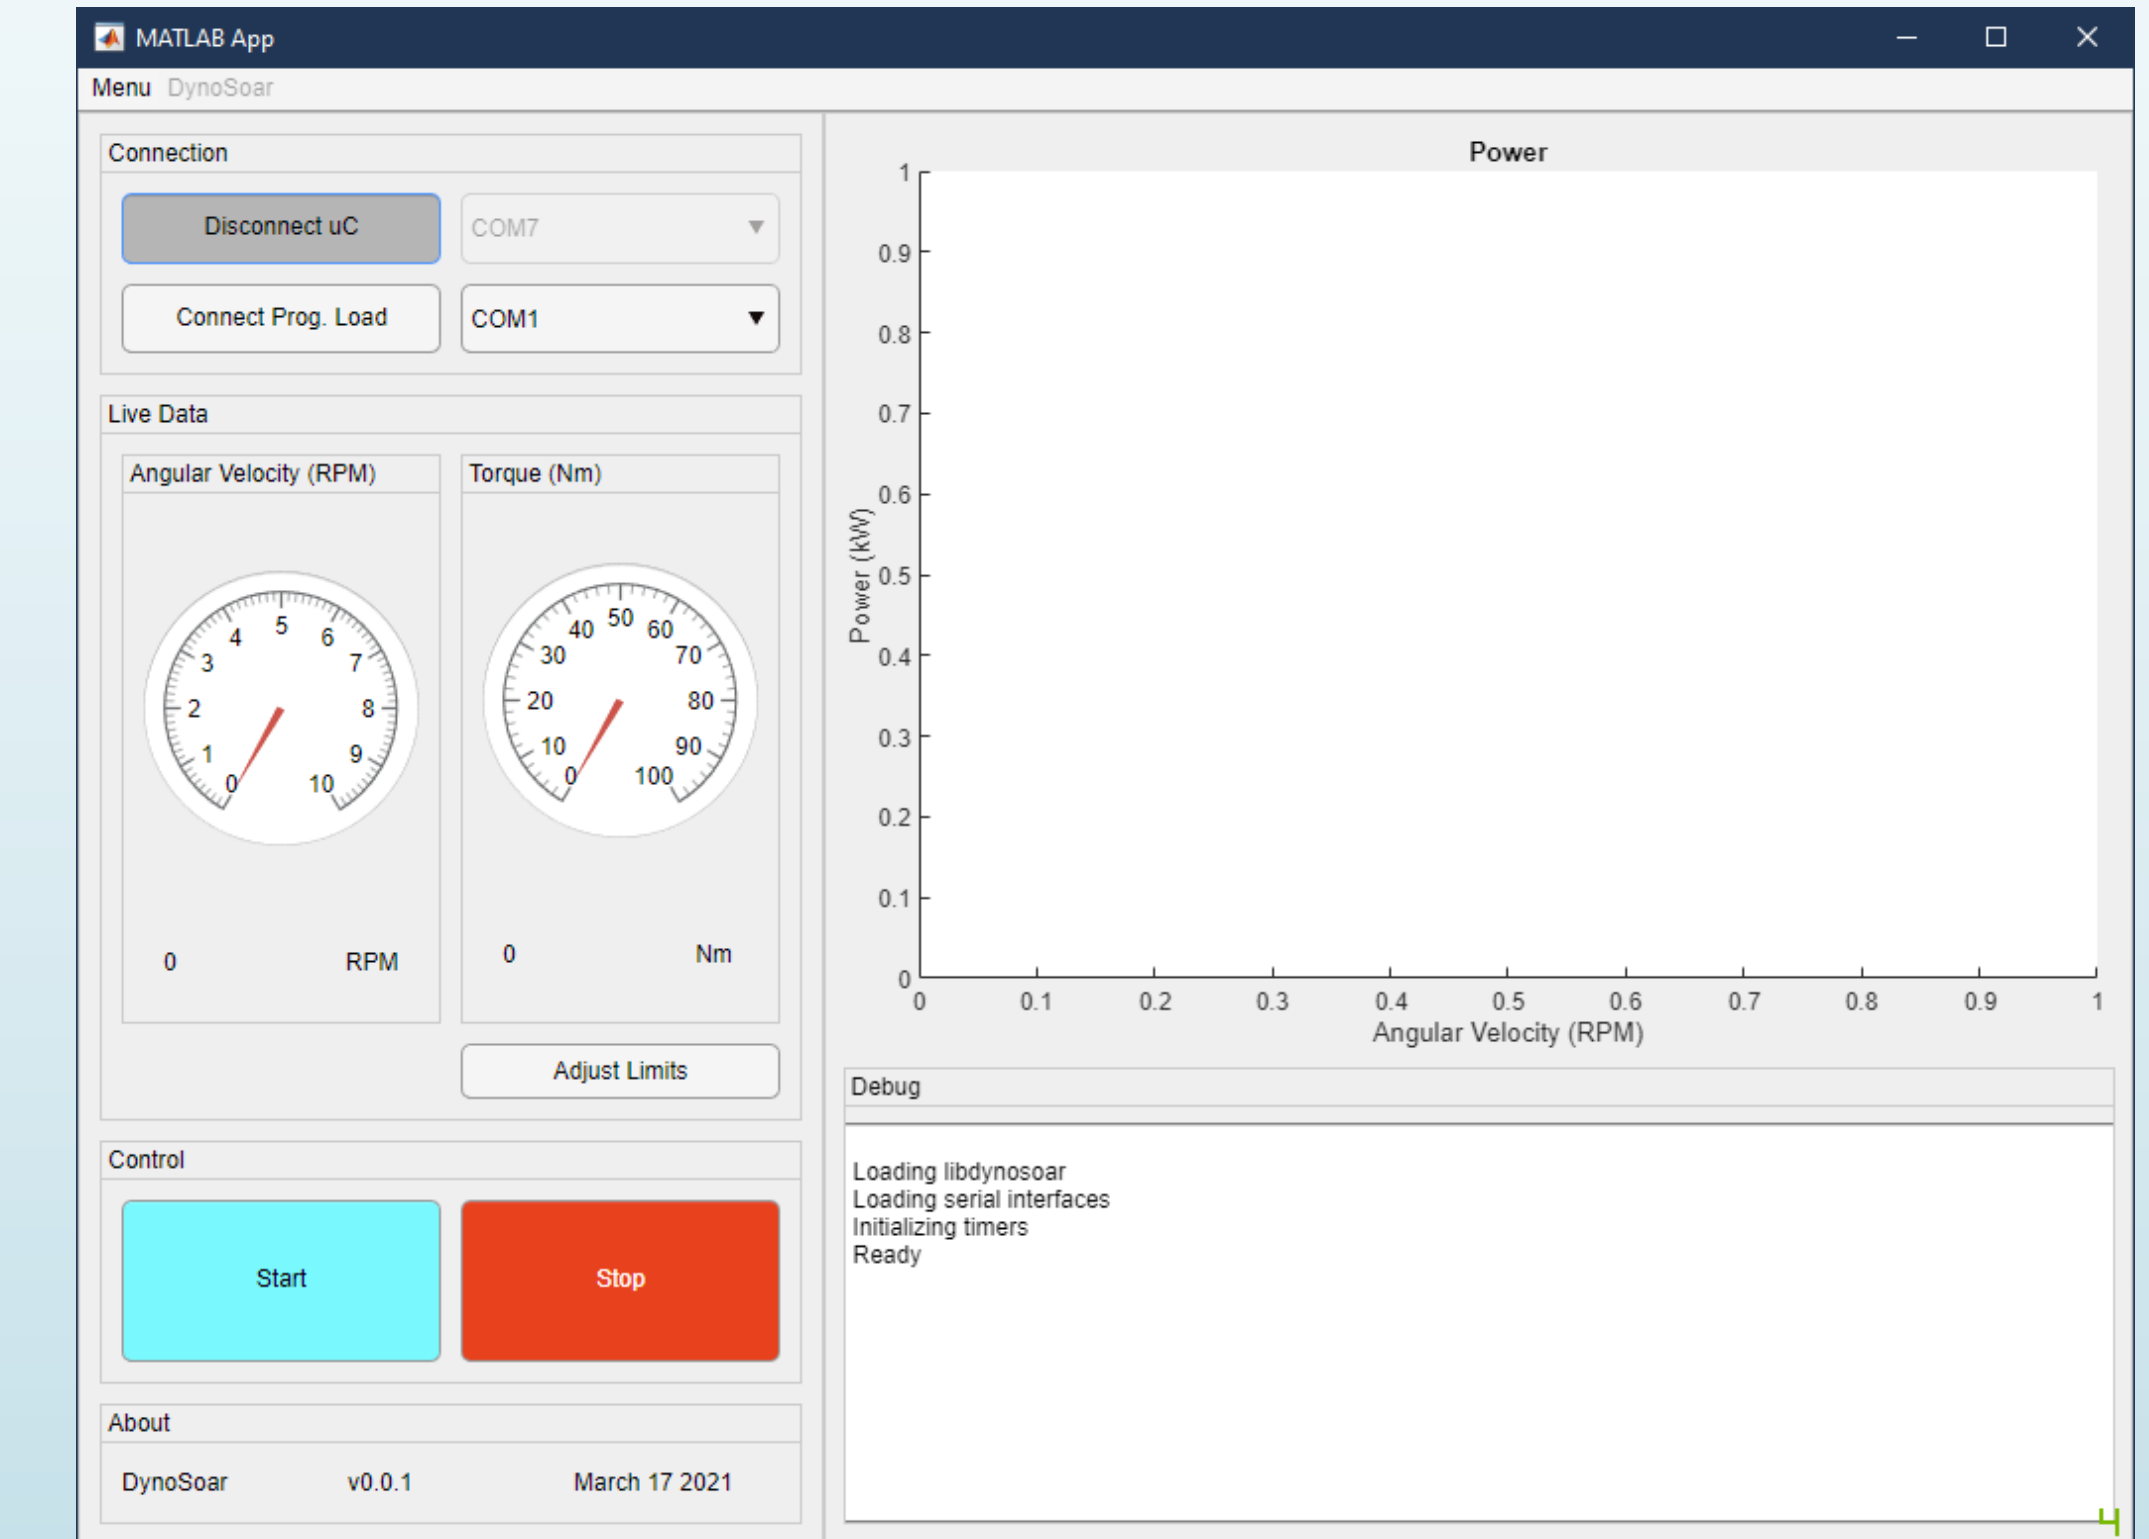 MATLAB App
Menu DynoSoar
Connection
Disconnect uC COM7
Connect Prog. Load COM1
Live Data
Angular Velocity (RPM)
0 1 2 3 4 5 6 7 8 9 10
0 RPM
Torque (Nm)
0 10 20 30 40 50 60 70 80 90 100
0 Nm
Adjust Limits
Control
Start Stop
About
DynoSoar v0.0.1 March 17 2021
Power
Power (kW)
1
0.9
0.8
0.7
0.6
0.5
0.4
0.3
0.2
0.1
0
0 0.1 0.2 0.3 0.4 0.5 0.6 0.7 0.8 0.9 1
Angular Velocity (RPM)
Debug
Loading libdynosoar
Loading serial interfaces
Initializing timers
Ready
4